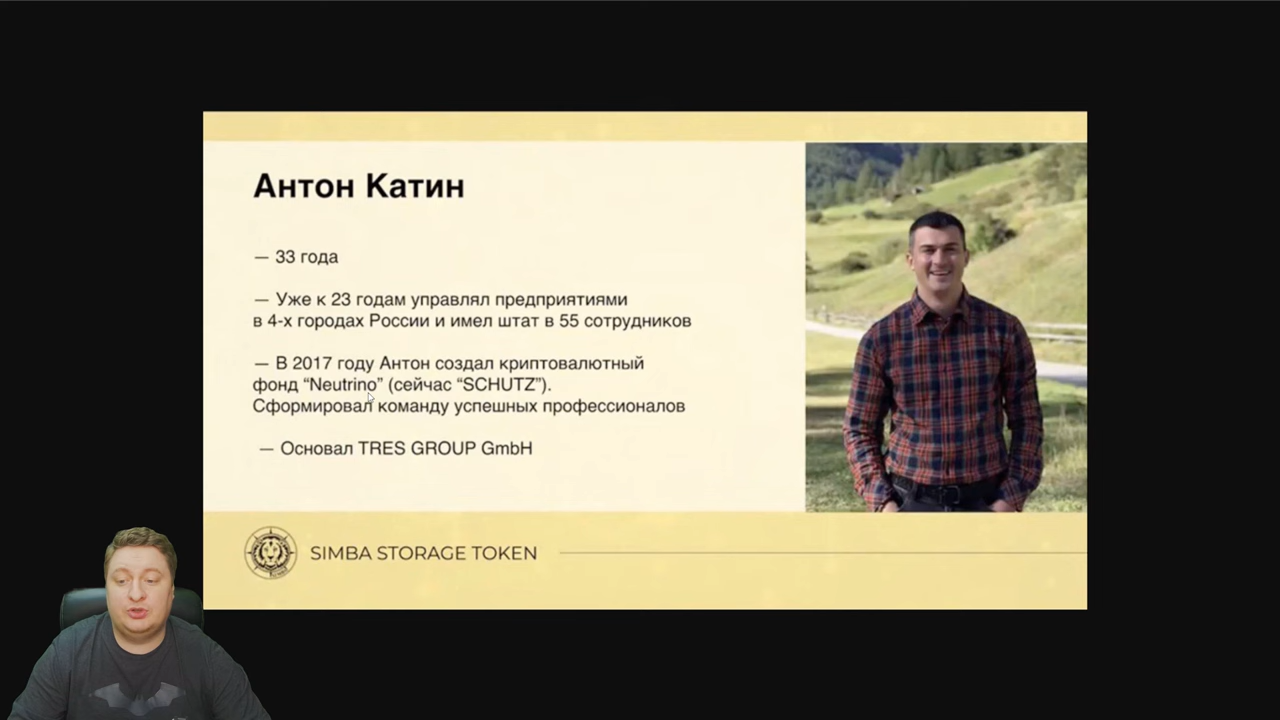 Антон Катин
— 33 года
— Уже к 23 годам управлял предприятиями
в 4-х городах России и имел штат в 55 сотрудников
— В 2017 году Антон создал криптовалютный
фонд “Neutrino” (сейчас “SCHUTZ”).
Сформировал команду успешных профессионалов
— Основал TRES GROUP GmbH
SIMBA STORAGE TOKEN